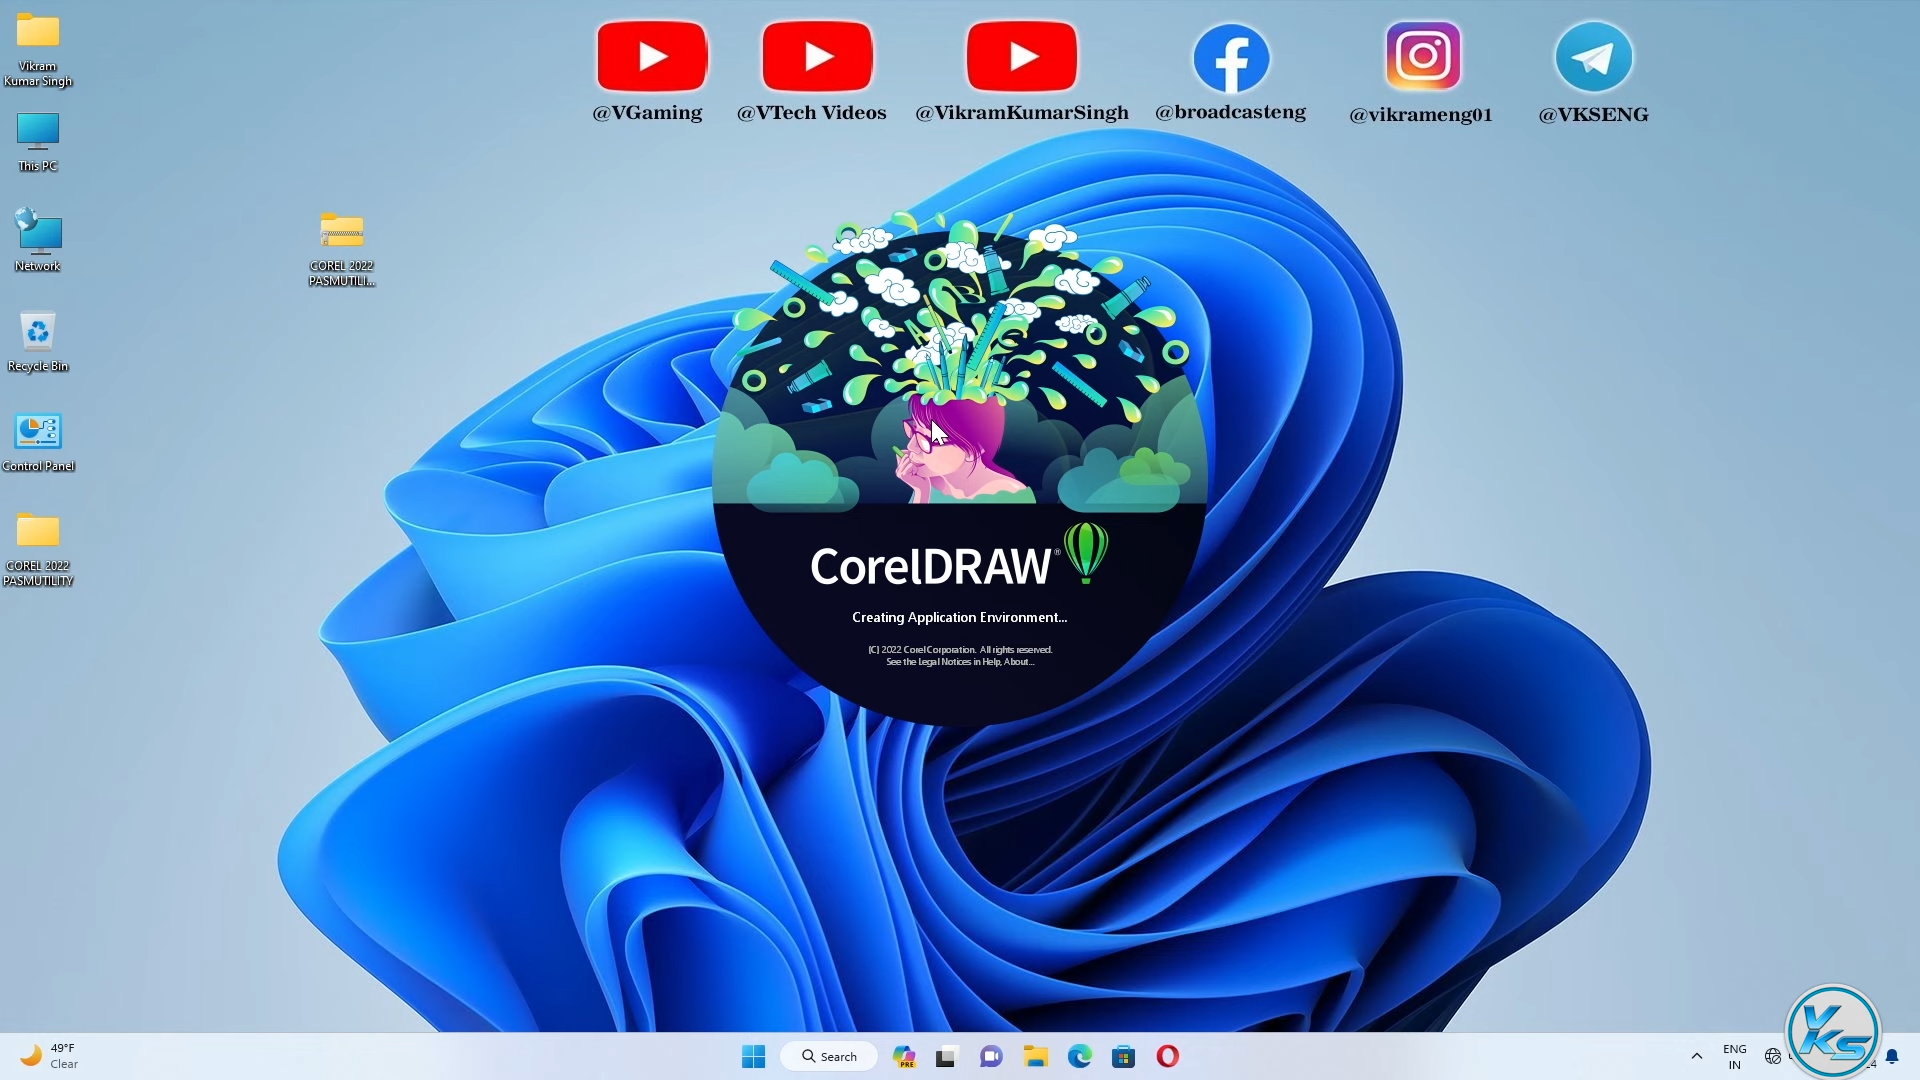 Vikram
Kumar Singh
This PC
Network
Recycle Bin
Control Panel
COREL 2022
PASMUTILITY
COREL 2022
PASMUTILI...
@VGaming
@VTech Videos
@VikramKumarSingh
@broadcasteng
@vikrameng01
@VKSENG
CorelDRAW®
Creating Application Environment...
(C) 2022 Corel Corporation. All rights reserved.
See the Legal Notices in Help, About...
49°F
Clear
Search
PRE
ENG
IN
VKS